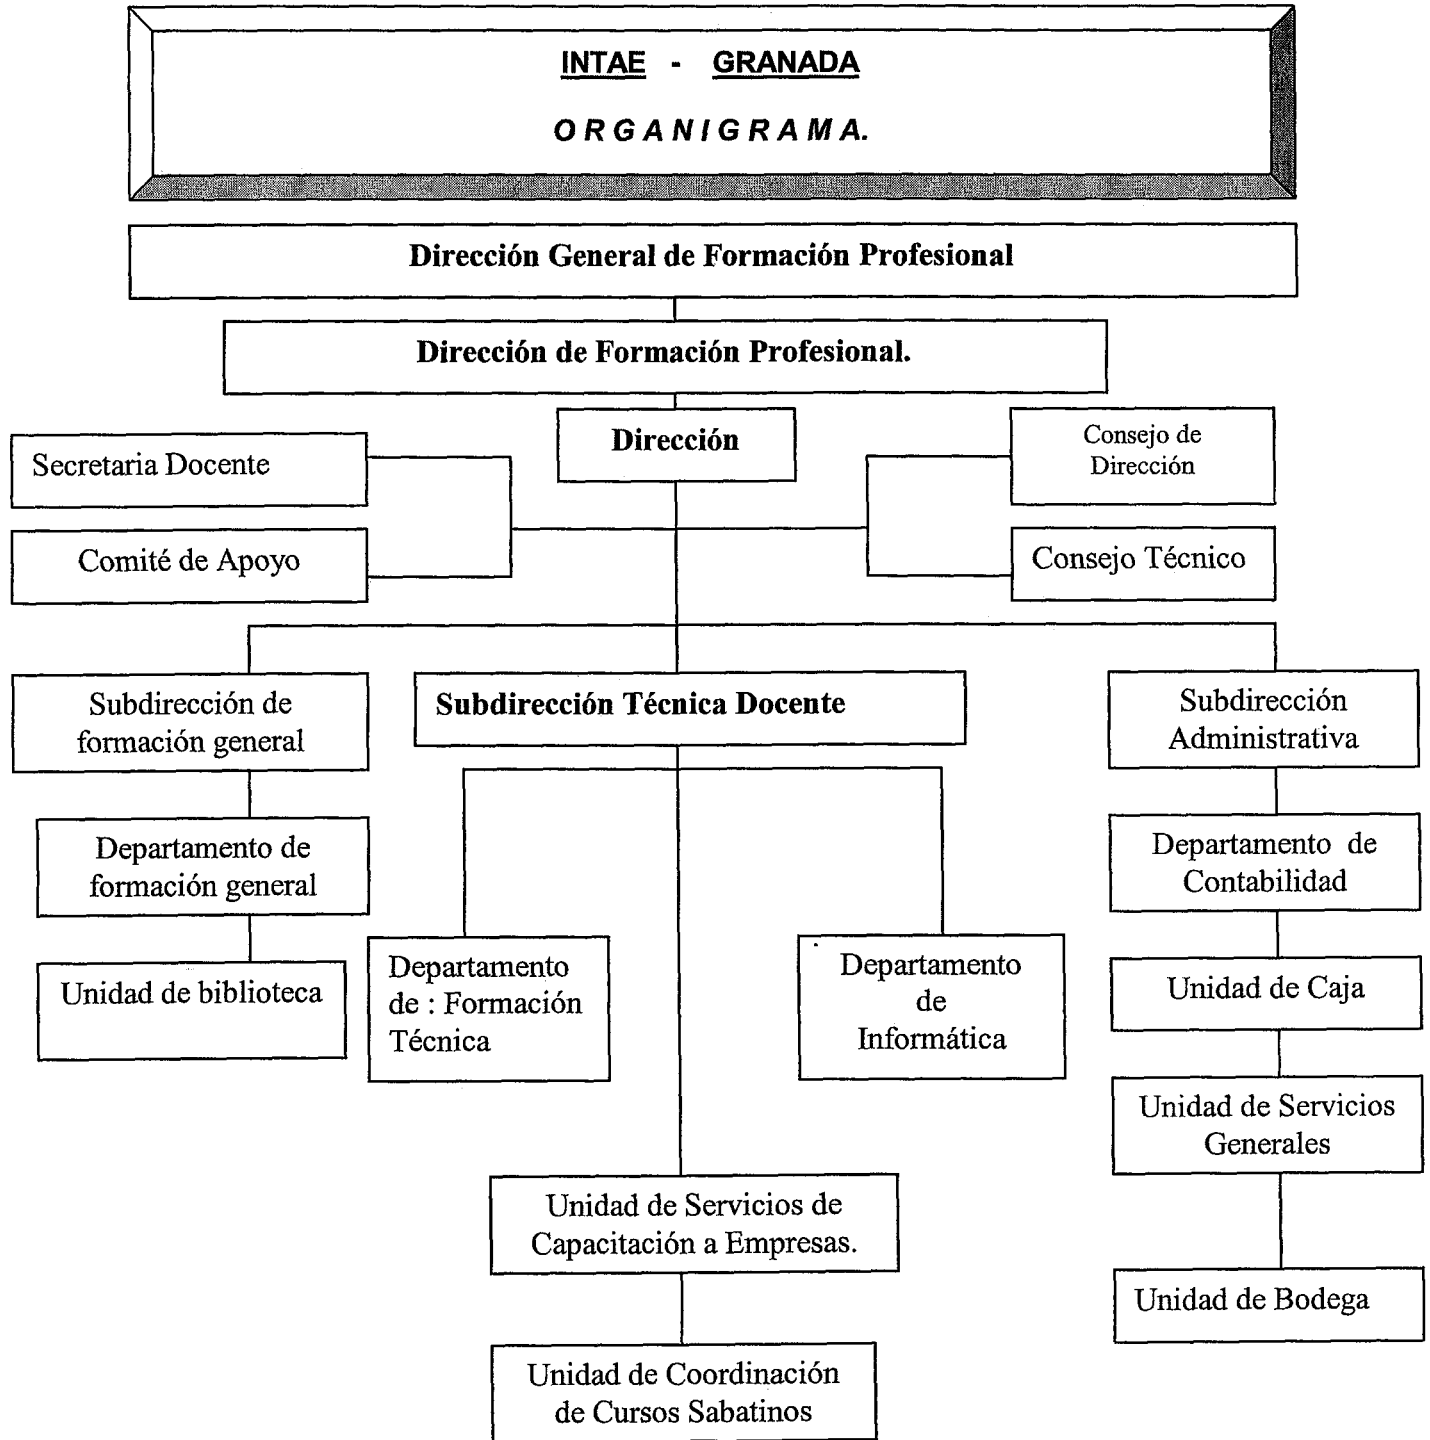 INTAE - GRANADA
ORGANIGRAMA.
Dirección General de Formación Profesional
Dirección de Formación Profesional.
Dirección
Secretaria Docente
Comité de Apoyo
Consejo de
Dirección
Consejo Técnico
Subdirección de
formación general
Subdirección Técnica Docente
Subdirección
Administrativa
Departamento de
formación general
Departamento de
Contabilidad
Unidad de biblioteca
Departamento
de : Formación
Técnica
Departamento
de
Informática
Unidad de Caja
Unidad de Servicios
Generales
Unidad de Servicios de
Capacitación a Empresas.
Unidad de Bodega
Unidad de Coordinación
de Cursos Sabatinos